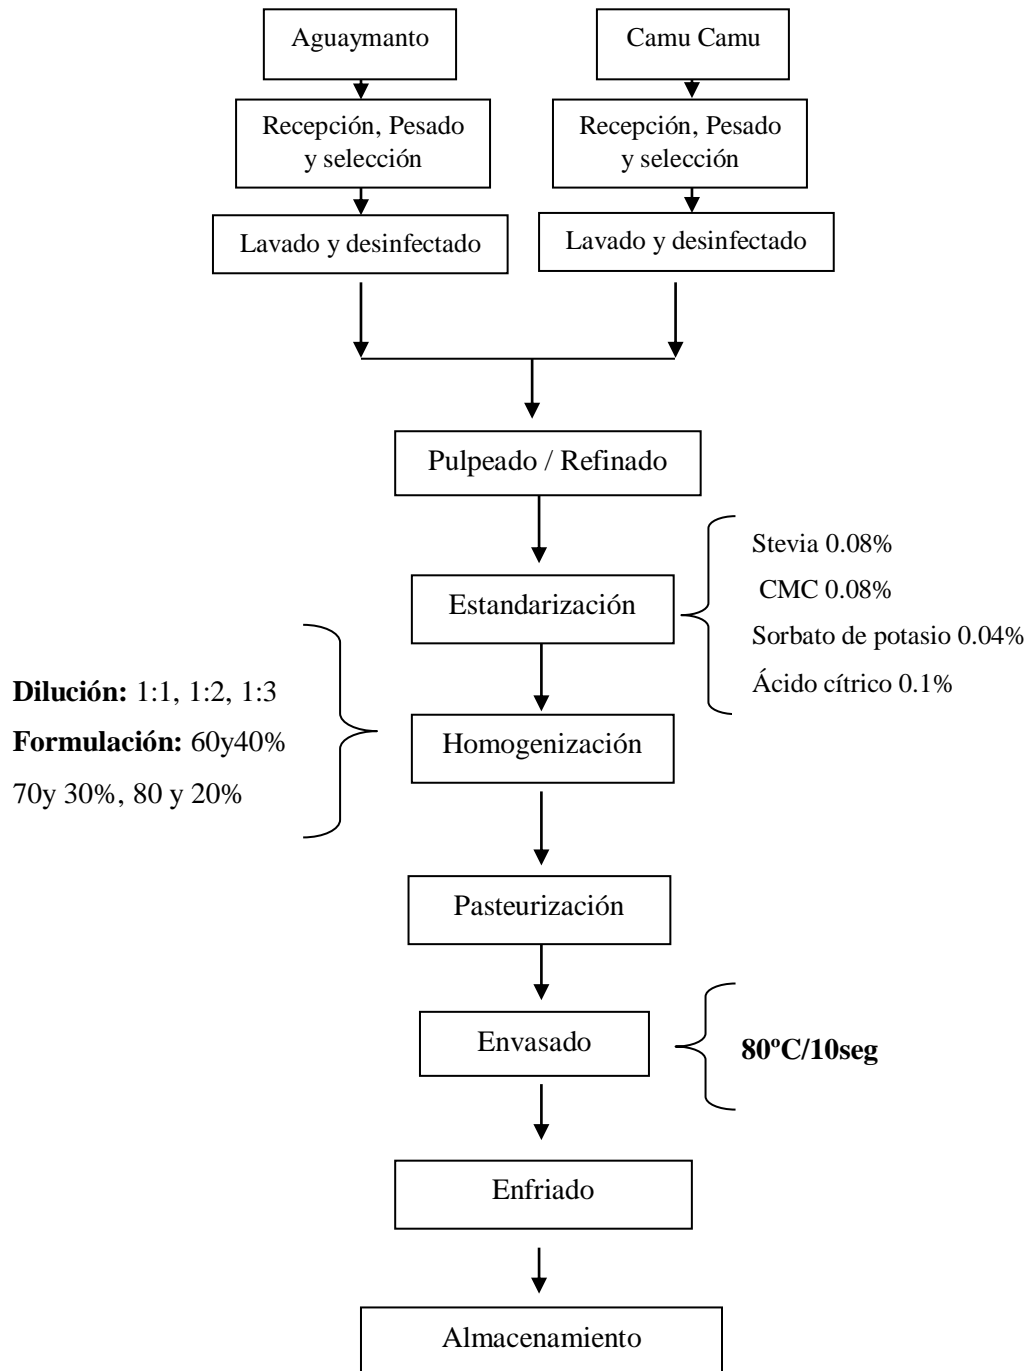 Aguaymanto
Camu Camu
Recepción, Pesado
y selección
Recepción, Pesado
y selección
Lavado y desinfectado
Lavado y desinfectado
Pulpeado / Refinado
Estandarización
Stevia 0.08%
CMC 0.08%
Sorbato de potasio 0.04%
Ácido cítrico 0.1%
Dilución: 1:1, 1:2, 1:3
Formulación: 60y40%
70y 30%, 80 y 20%
Homogenización
Pasteurización
Envasado
80ºC/10seg
Enfriado
Almacenamiento